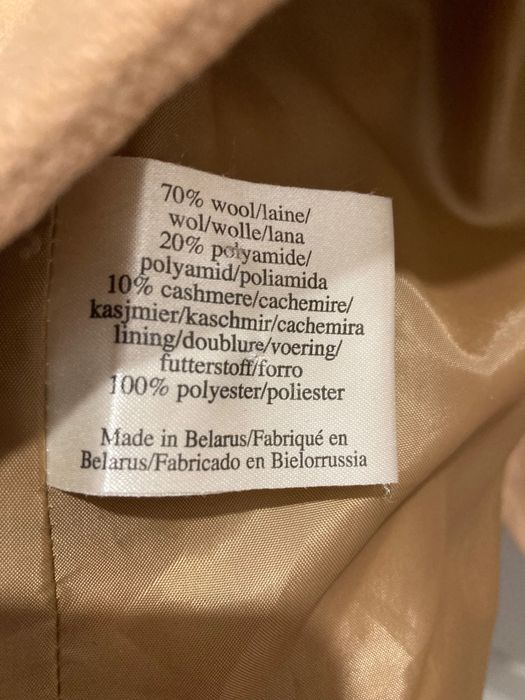 70% wool/laine/
wol/wolle/lana
20% polyamide/
polyamid/poliamida
10% cashmere/cachemire/
kasjmier/kaschmir/cachemira
lining/doublure/voering/
futterstoff/forro
100% polyester/poliester
Made in Belarus/Fabriqué en
Belarus/Fabricado en Bielorrussia